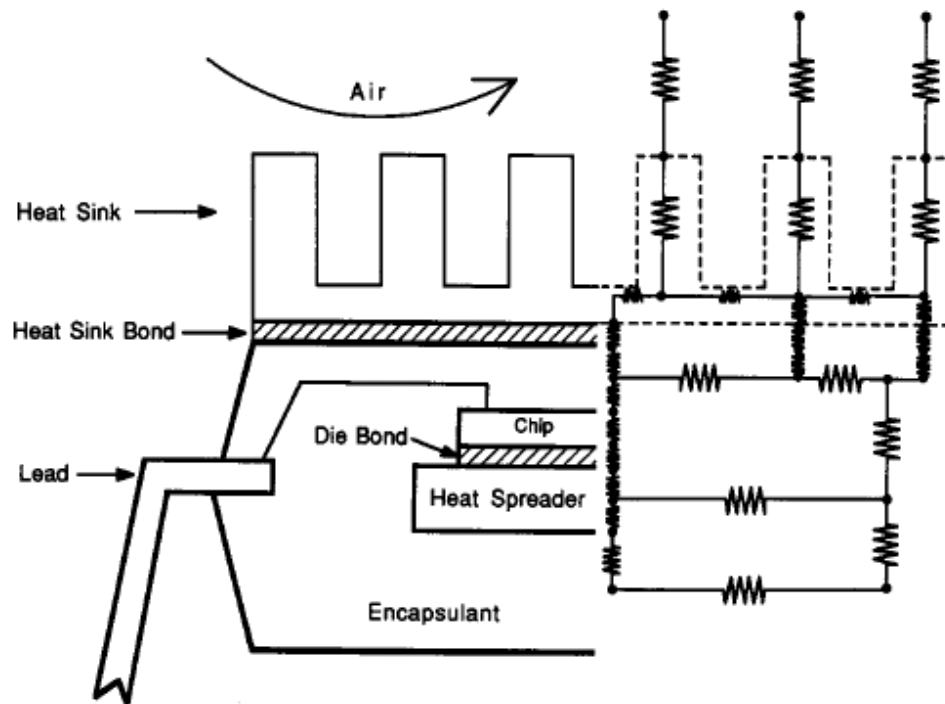 Air
Heat Sink
Heat Sink Bond
Chip
Die Bond
Lead
Heat Spreader
Encapsulant